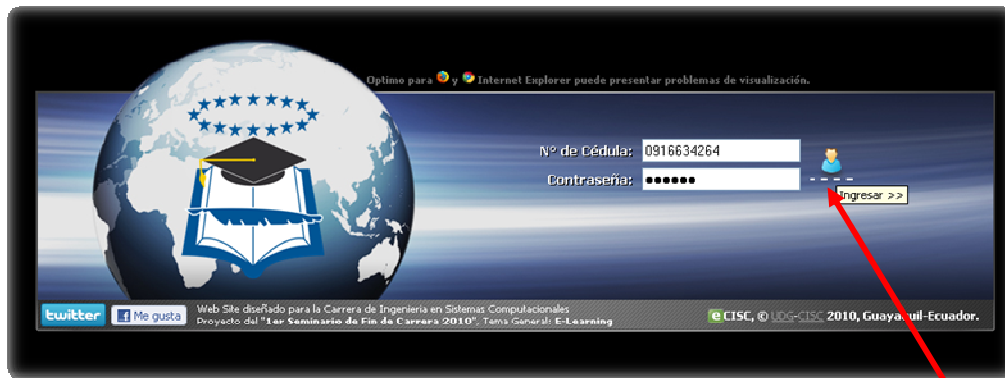 Optimo para y Internet Explorer puede presentar problemas de visualización.
Nº de Cédula: 0916634264
Contraseña: ●●●●●●
Ingresar >>
twitter Me gusta Web Site diseñado para la Carrera de Ingenieria en Sistemas Computacionales
Proyecto del "1er Seminario de Fin de Carrera 2010", Tema General: E-Learning
e CISC, © UDG-CISC 2010, Guayaquil-Ecuador.